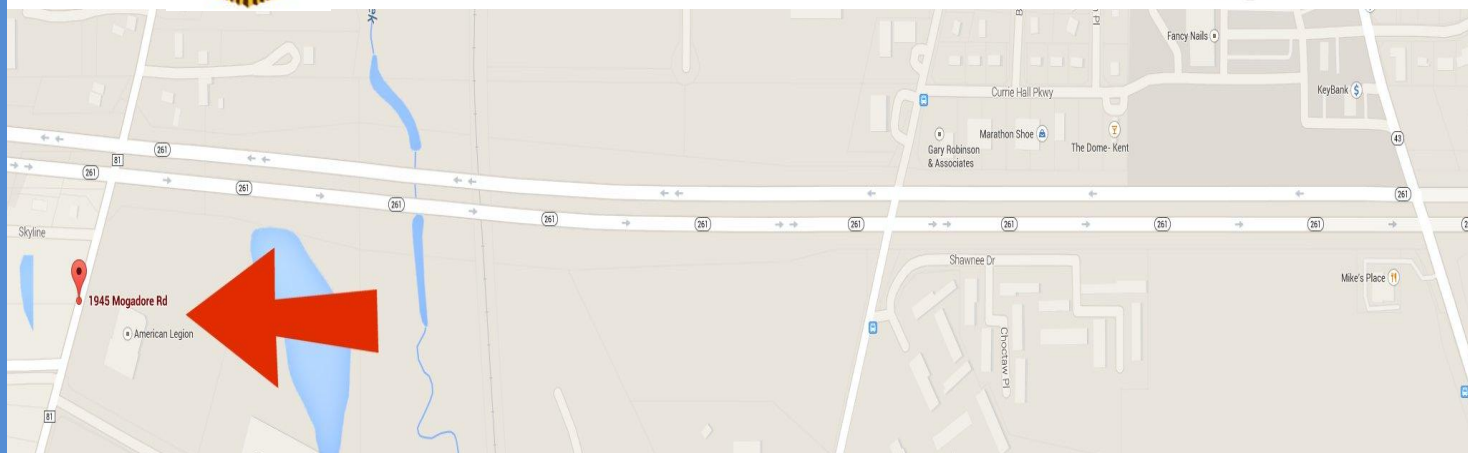 ek
B
n Pl
Fancy Nails
KeyBank
$
Currie Hall Pkwy
Marathon Shoe
The Dome- Kent
Gary Robinson
& Associates
43
261
81
261
261
261
261
261
261
261
261
261
261
261
Skyline
1945 Mogadore Rd
American Legion
Shawnee Dr
Mike's Place
Choctaw Pl
81